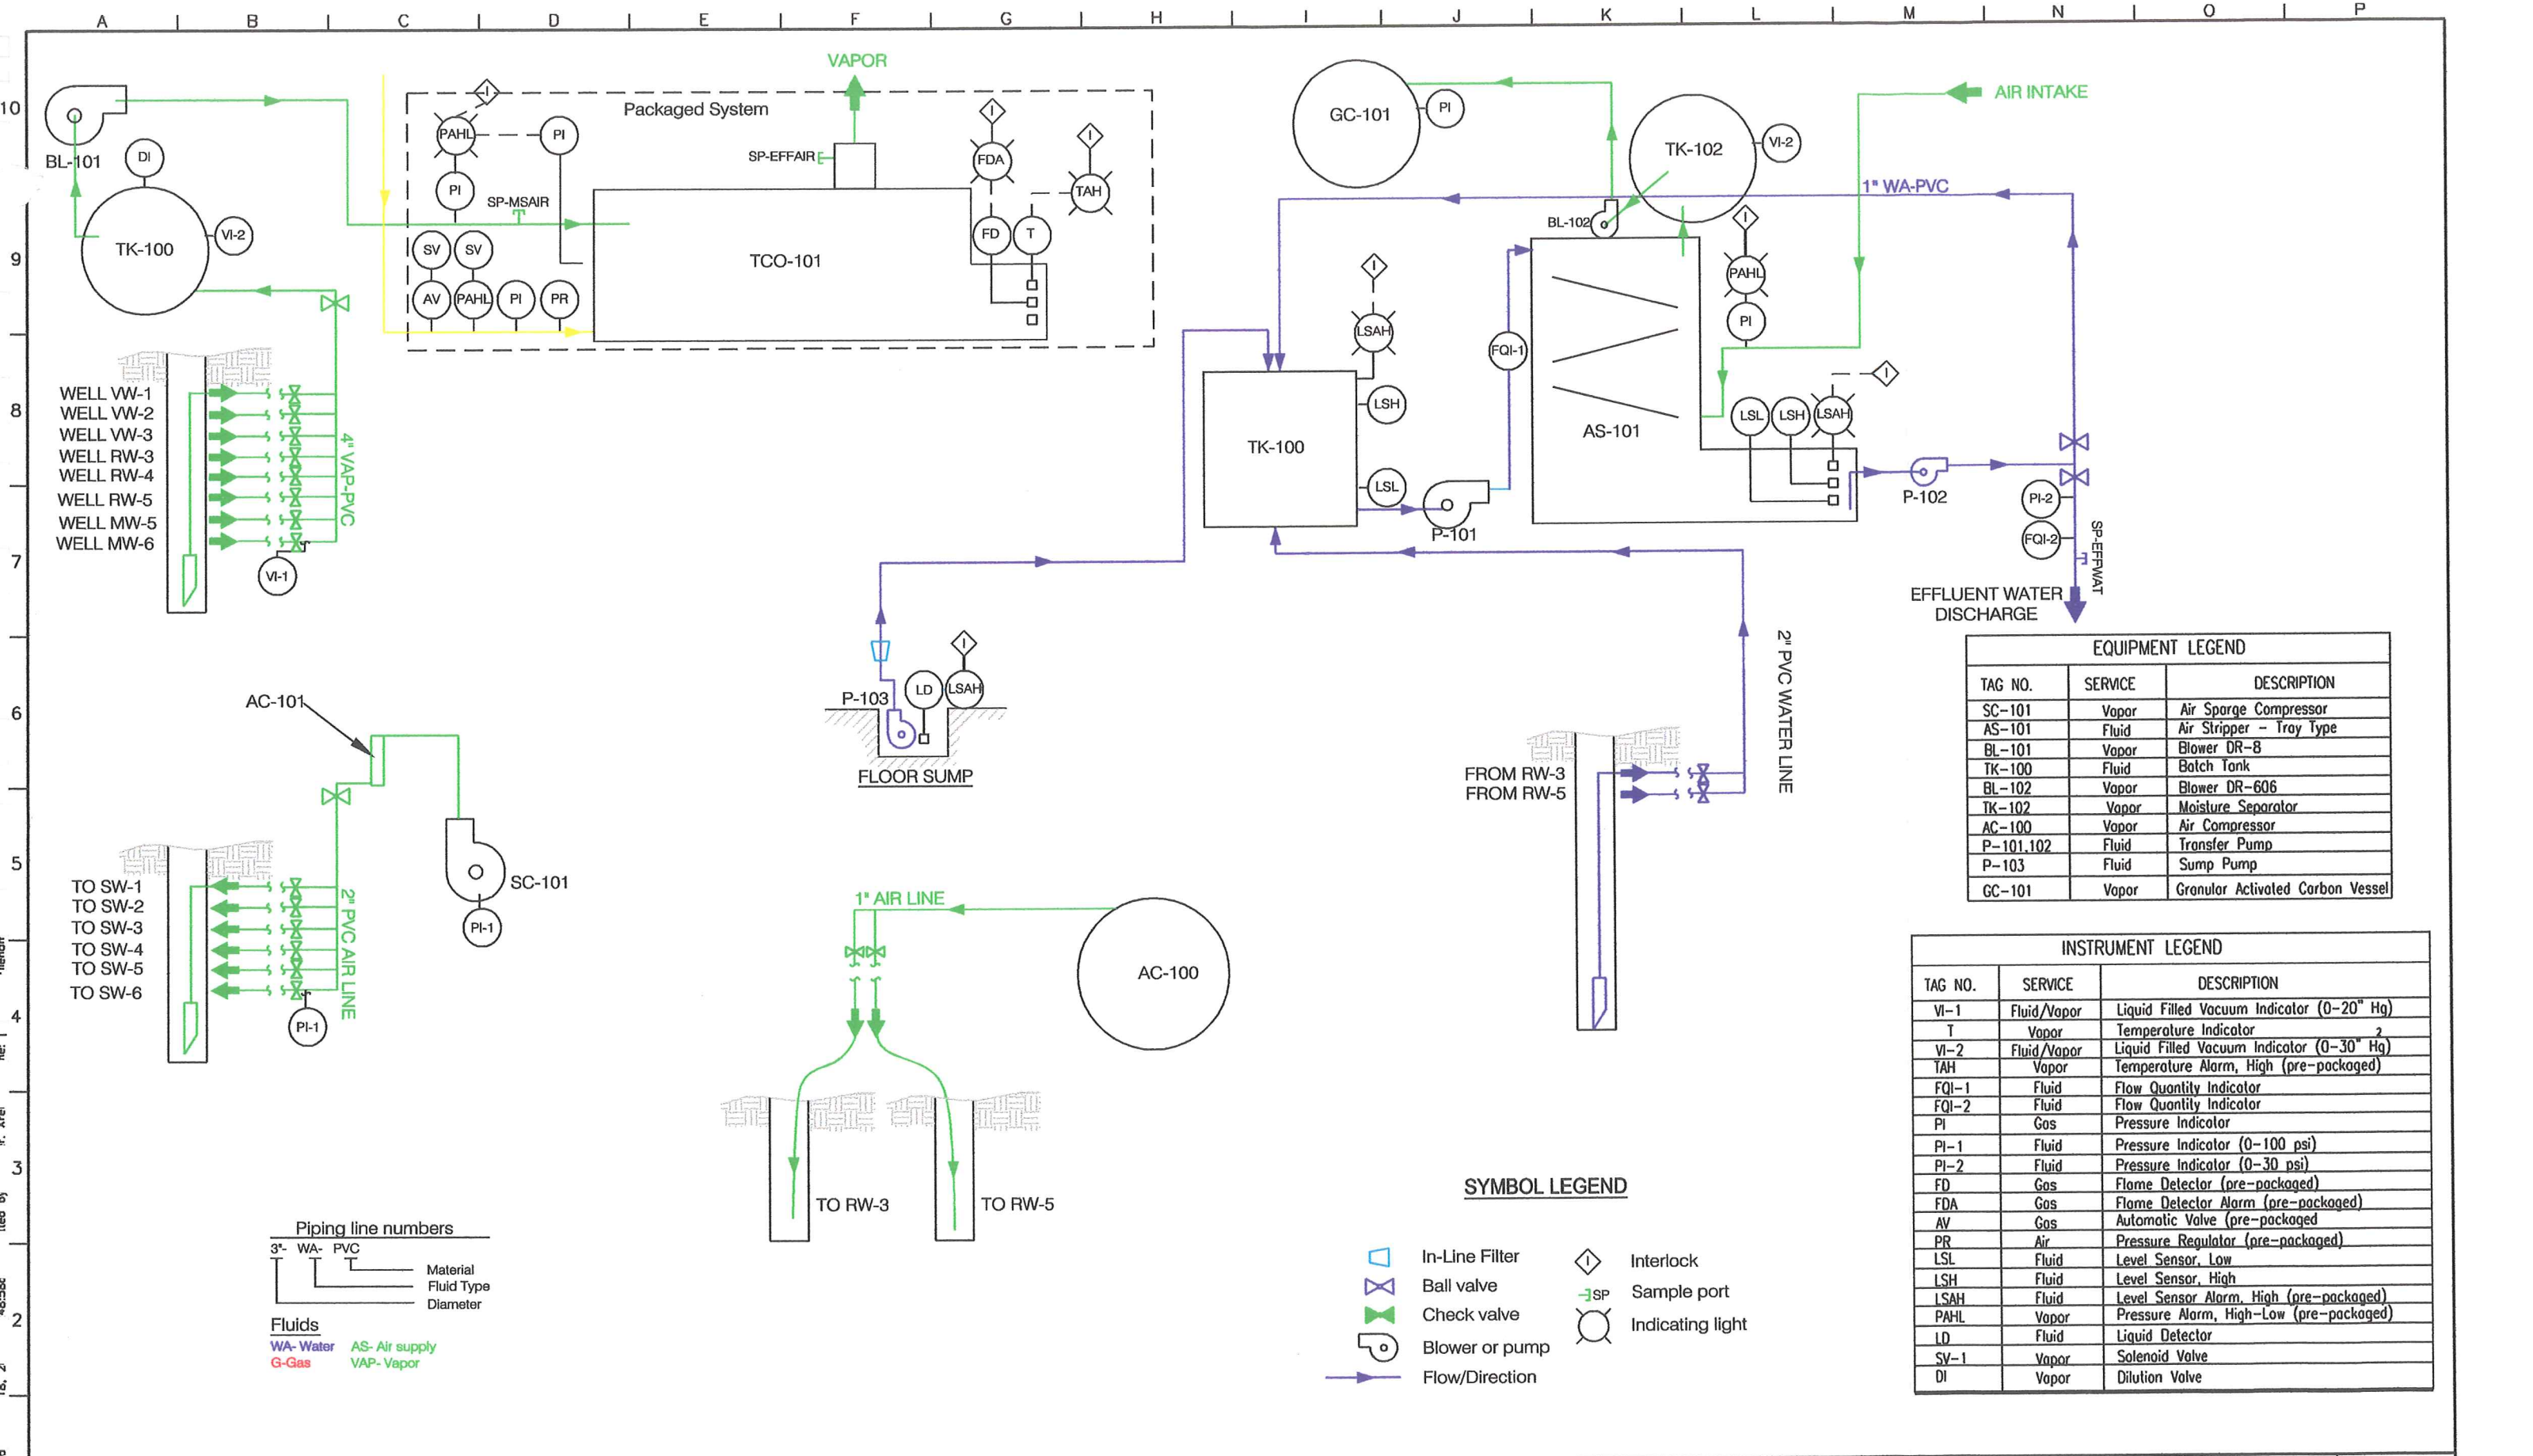 A B C D E F G H I J K L M N O P
10
9
8
7
6
5
4
3
2
BL-101
DI
TK-100
VI-2
WELL VW-1
WELL VW-2
WELL VW-3
WELL RW-3
WELL RW-4
WELL RW-5
WELL MW-5
WELL MW-6
4" VAP-PVC
VI-1
Packaged System
I
PAHL
PI
PI
SP-MSAIR
SV
SV
AV
PAHL
PI
PR
VAPOR
SP-EFFAIR
TCO-101
I
FDA
FD
I
TAH
T
GC-101
PI
TK-102
VI-2
AIR INTAKE
1" WA-PVC
BL-102
I
PAHL
PI
I
LSAH
LSH
LSL
TK-100
P-101
FQI-1
AS-101
LSL
LSH
LSAH
I
P-102
PI-2
FQI-2
SP-EFFWAT
EFFLUENT WATER
DISCHARGE
AC-101
SC-101
PI-1
TO SW-1
TO SW-2
TO SW-3
TO SW-4
TO SW-5
TO SW-6
2" PVC AIR LINE
PI-1
P-103
LD
LSAH
I
FLOOR SUMP
1" AIR LINE
AC-100
TO RW-3
TO RW-5
FROM RW-3
FROM RW-5
2" PVC WATER LINE
EQUIPMENT LEGEND
TAG NO. SERVICE DESCRIPTION
SC-101 Vapor Air Sparge Compressor
AS-101 Fluid Air Stripper - Tray Type
BL-101 Vapor Blower DR-8
TK-100 Fluid Batch Tank
BL-102 Vapor Blower DR-606
TK-102 Vapor Moisture Separator
AC-100 Vapor Air Compressor
P-101,102 Fluid Transfer Pump
P-103 Fluid Sump Pump
GC-101 Vapor Granular Activated Carbon Vessel
INSTRUMENT LEGEND
TAG NO. SERVICE DESCRIPTION
VI-1 Fluid/Vapor Liquid Filled Vacuum Indicator (0-20" Hg)
T Vapor Temperature Indicator 2
VI-2 Fluid/Vapor Liquid Filled Vacuum Indicator (0-30" Hg)
TAH Vapor Temperature Alarm, High (pre-packaged)
FQI-1 Fluid Flow Quantity Indicator
FQI-2 Fluid Flow Quantity Indicator
PI Gas Pressure Indicator
PI-1 Fluid Pressure Indicator (0-100 psi)
PI-2 Fluid Pressure Indicator (0-30 psi)
FD Gas Flame Detector (pre-packaged)
FDA Gas Flame Detector Alarm (pre-packaged)
AV Gas Automatic Valve (pre-packaged
PR Air Pressure Regulator (pre-packaged)
LSL Fluid Level Sensor, Low
LSH Fluid Level Sensor, High
LSAH Fluid Level Sensor Alarm, High (pre-packaged)
PAHL Vapor Pressure Alarm, High-Low (pre-packaged)
LD Fluid Liquid Detector
SV-1 Vapor Solenoid Valve
DI Vapor Dilution Valve
Piping line numbers
3"- WA- PVC
Material
Fluid Type
Diameter
Fluids
WA- Water AS- Air supply
G-Gas VAP- Vapor
SYMBOL LEGEND
In-Line Filter
Ball valve
Check valve
Blower or pump
Flow/Direction
I Interlock
SP Sample port
Indicating light